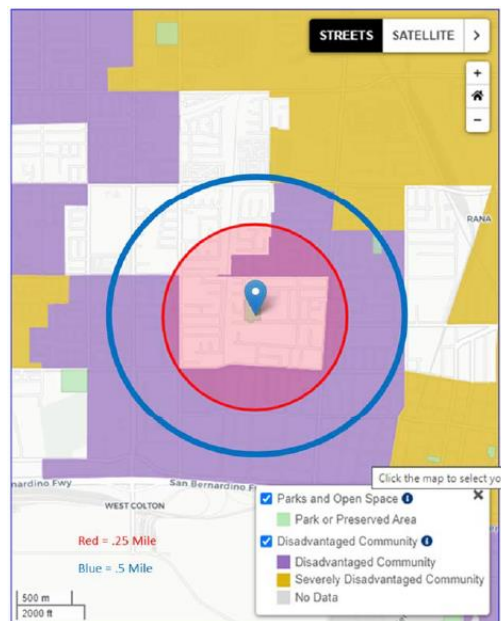 STREETS
SATELLITE
>
+
−
RANA
nardino Fwy
San Bernardino F
WEST COLTON
Click the map to select yo
Parks and Open Space
Park or Preserved Area
Disadvantaged Community
Disadvantaged Community
Severely Disadvantaged Community
No Data
Red = .25 Mile
Blue = .5 Mile
500 m
2000 ft